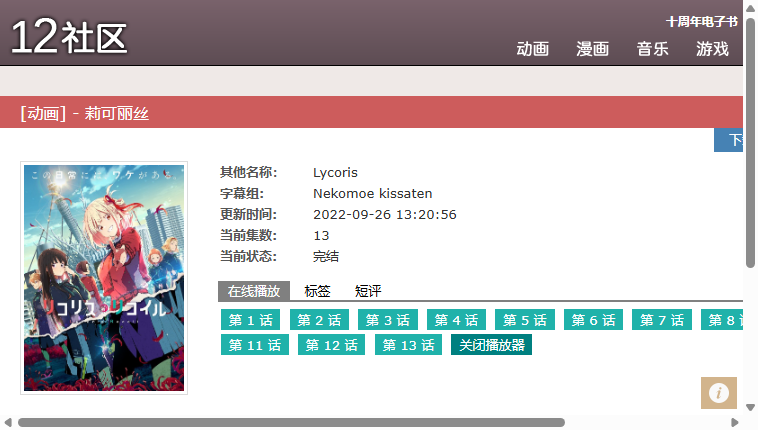 12社区
十周年电子书
动画 漫画 音乐 游戏
[动画] - 莉可丽丝
下
この日常には、ワケがある。
リコリス・リコイル
其他名称: Lycoris
字幕组: Nekomoe kissaten
更新时间: 2022-09-26 13:20:56
当前集数: 13
当前状态: 完结
在线播放 标签 短评
第 1 话 第 2 话 第 3 话 第 4 话 第 5 话 第 6 话 第 7 话 第 8
第 11 话 第 12 话 第 13 话 关闭播放器
i